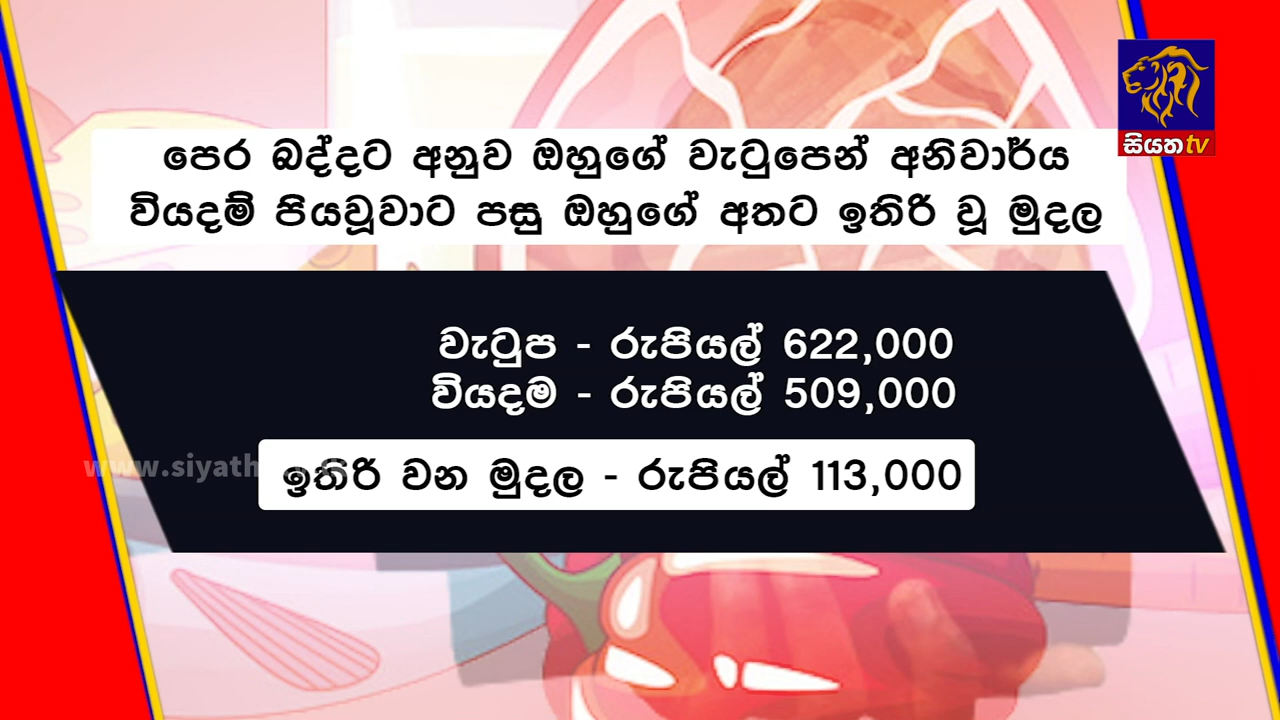 සියත tv
පෙර බද්දට අනුව ඔහුගේ වැටුපෙන් අනිවාර්ය
වියදම් පියවූවාට පසු ඔහුගේ අතට ඉතිරි වූ මුදල
වැටුප - රුපියල් 622,000
වියදම - රුපියල් 509,000
ඉතිරි වන මුදල - රුපියල් 113,000